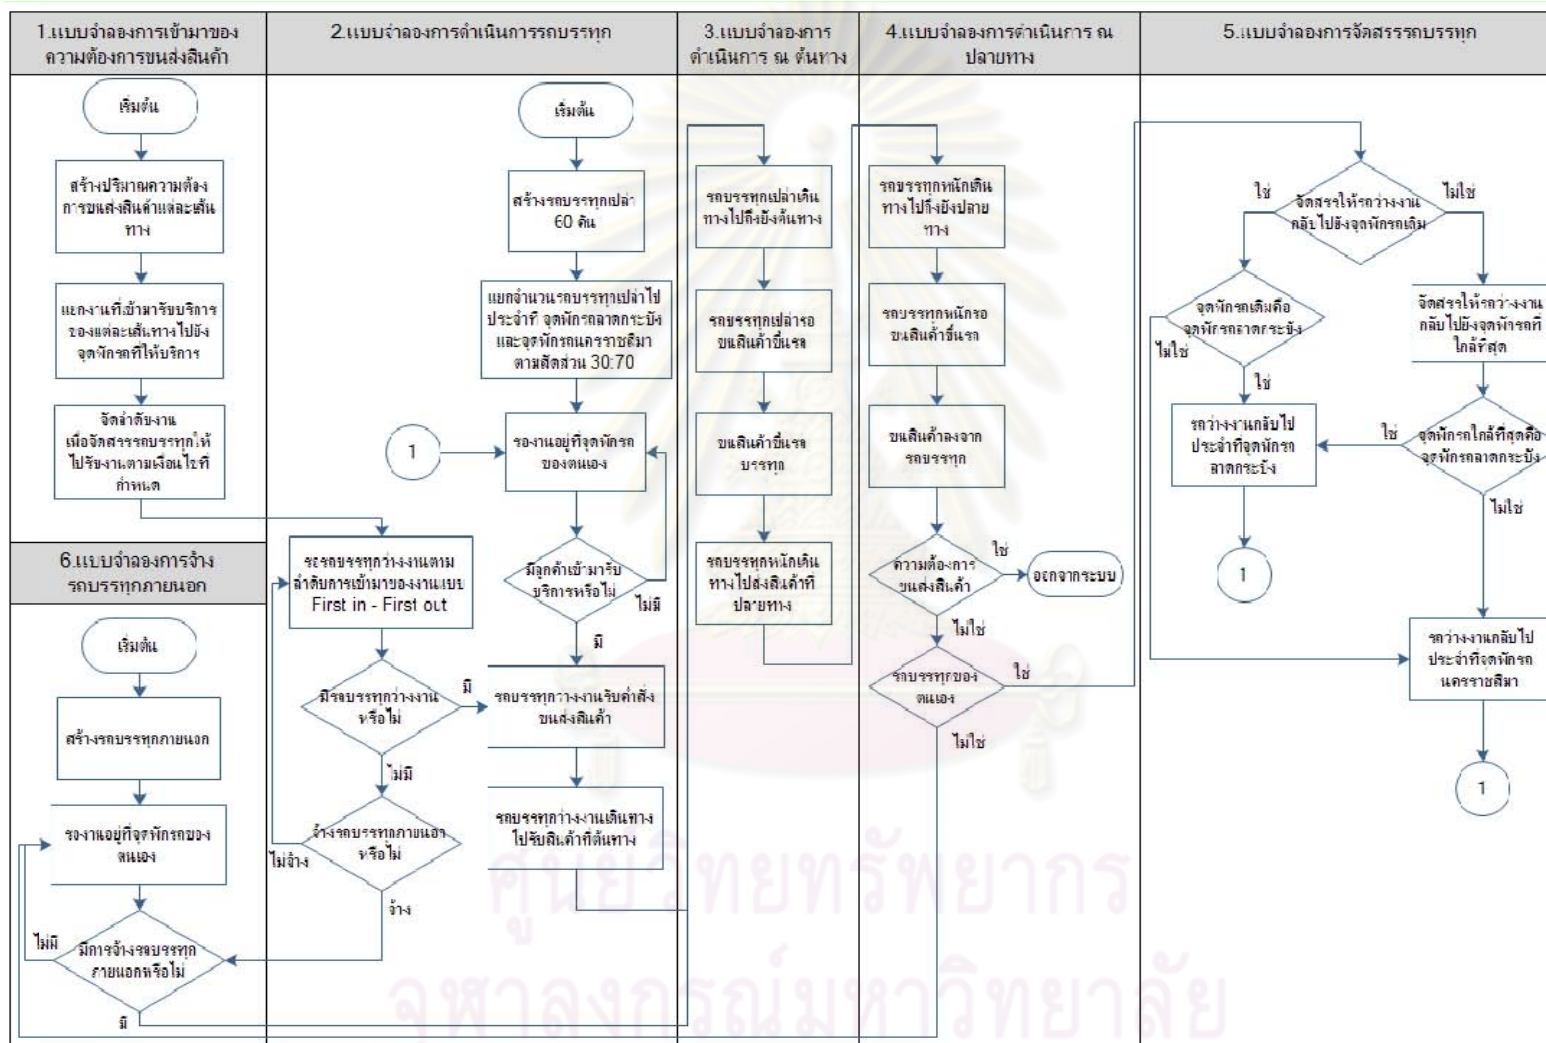 1.แบบจำลองการเข้ามาของ
ความต้องการขนส่งสินค้า
เริ่มต้น
สร้างปริมาณความต้อง
การขนส่งสินค้าแต่ละเส้น
ทาง
แยกงานที่เข้ามารับบริการ
ของแต่ละเส้นทางไปยัง
จุดพักรถที่ให้บริการ
จัดลำดับงาน
เพื่อจัดสรรรถบรรทุกให้
ไปรับงานตามเงื่อนไขที่
กำหนด
6.แบบจำลองการจ้าง
รถบรรทุกภายนอก
เริ่มต้น
สร้างรถบรรทุกภายนอก
รองานอยู่ที่จุดพักรถของ
ตนเอง
มีการจ้างรถบรรทุก
ภายนอกหรือไม่
ไม่มี
มี
2.แบบจำลองการดำเนินการรถบรรทุก
เริ่มต้น
สร้างรถบรรทุกเปล่า
60 คัน
แยกจำนวนรถบรรทุกเปล่าไป
ประจำที่ จุดพักรถลาดกระบัง
และจุดพักรถนครราชสีมา
ตามสัดส่วน 30:70
1
รองานอยู่ที่จุดพักรถ
ของตนเอง
มีลูกค้าเข้ามารับ
บริการหรือไม่
ไม่มี
มี
รอรถบรรทุกว่างงานตาม
ลำดับการเข้ามาของงานแบบ
First in - First out
มีรถบรรทุกว่างงาน
หรือไม่
มี
ไม่มี
รถบรรทุกว่างงานรับคำสั่ง
ขนส่งสินค้า
จ้างรถบรรทุกภายนอก
หรือไม่
ไม่จ้าง
จ้าง
รถบรรทุกว่างงานเดินทาง
ไปรับสินค้าที่ต้นทาง
3.แบบจำลองการ
ดำเนินการ ณ ต้นทาง
รถบรรทุกเปล่าเดิน
ทางไปถึงยังต้นทาง
รถบรรทุกเปล่ารอ
ขนสินค้าขึ้นรถ
ขนสินค้าขึ้นรถ
บรรทุก
รถบรรทุกหนักเดิน
ทางไปส่งสินค้าที่
ปลายทาง
4.แบบจำลองการดำเนินการ ณ
ปลายทาง
รถบรรทุกหนักเดิน
ทางไปถึงยังปลาย
ทาง
รถบรรทุกหนักรอ
ขนสินค้าขึ้นรถ
ขนสินค้าลงจาก
รถบรรทุก
ความต้องการ
ขนส่งสินค้า
ใช่
ออกจากระบบ
ไม่ใช่
รถบรรทุกของ
ตนเอง
ใช่
ไม่ใช่
5.แบบจำลองการจัดสรรรถบรรทุก
จัดสรรให้รถว่างงาน
กลับไปยังจุดพักรถเดิม
ใช่
ไม่ใช่
จุดพักรถเดิมคือ
จุดพักรถลาดกระบัง
ไม่ใช่
ใช่
จัดสรรให้รถว่างงาน
กลับไปยังจุดพักรถที่
ใกล้ที่สุด
รถว่างงานกลับไป
ประจำที่จุดพักรถ
ลาดกระบัง
ใช่
จุดพักรถใกล้ที่สุดคือ
จุดพักรถลาดกระบัง
ไม่ใช่
1
รถว่างงานกลับไป
ประจำที่จุดพักรถ
นครราชสีมา
1
ศูนย์วิทยทรัพยากร
จุฬาลงกรณ์มหาวิทยาลัย